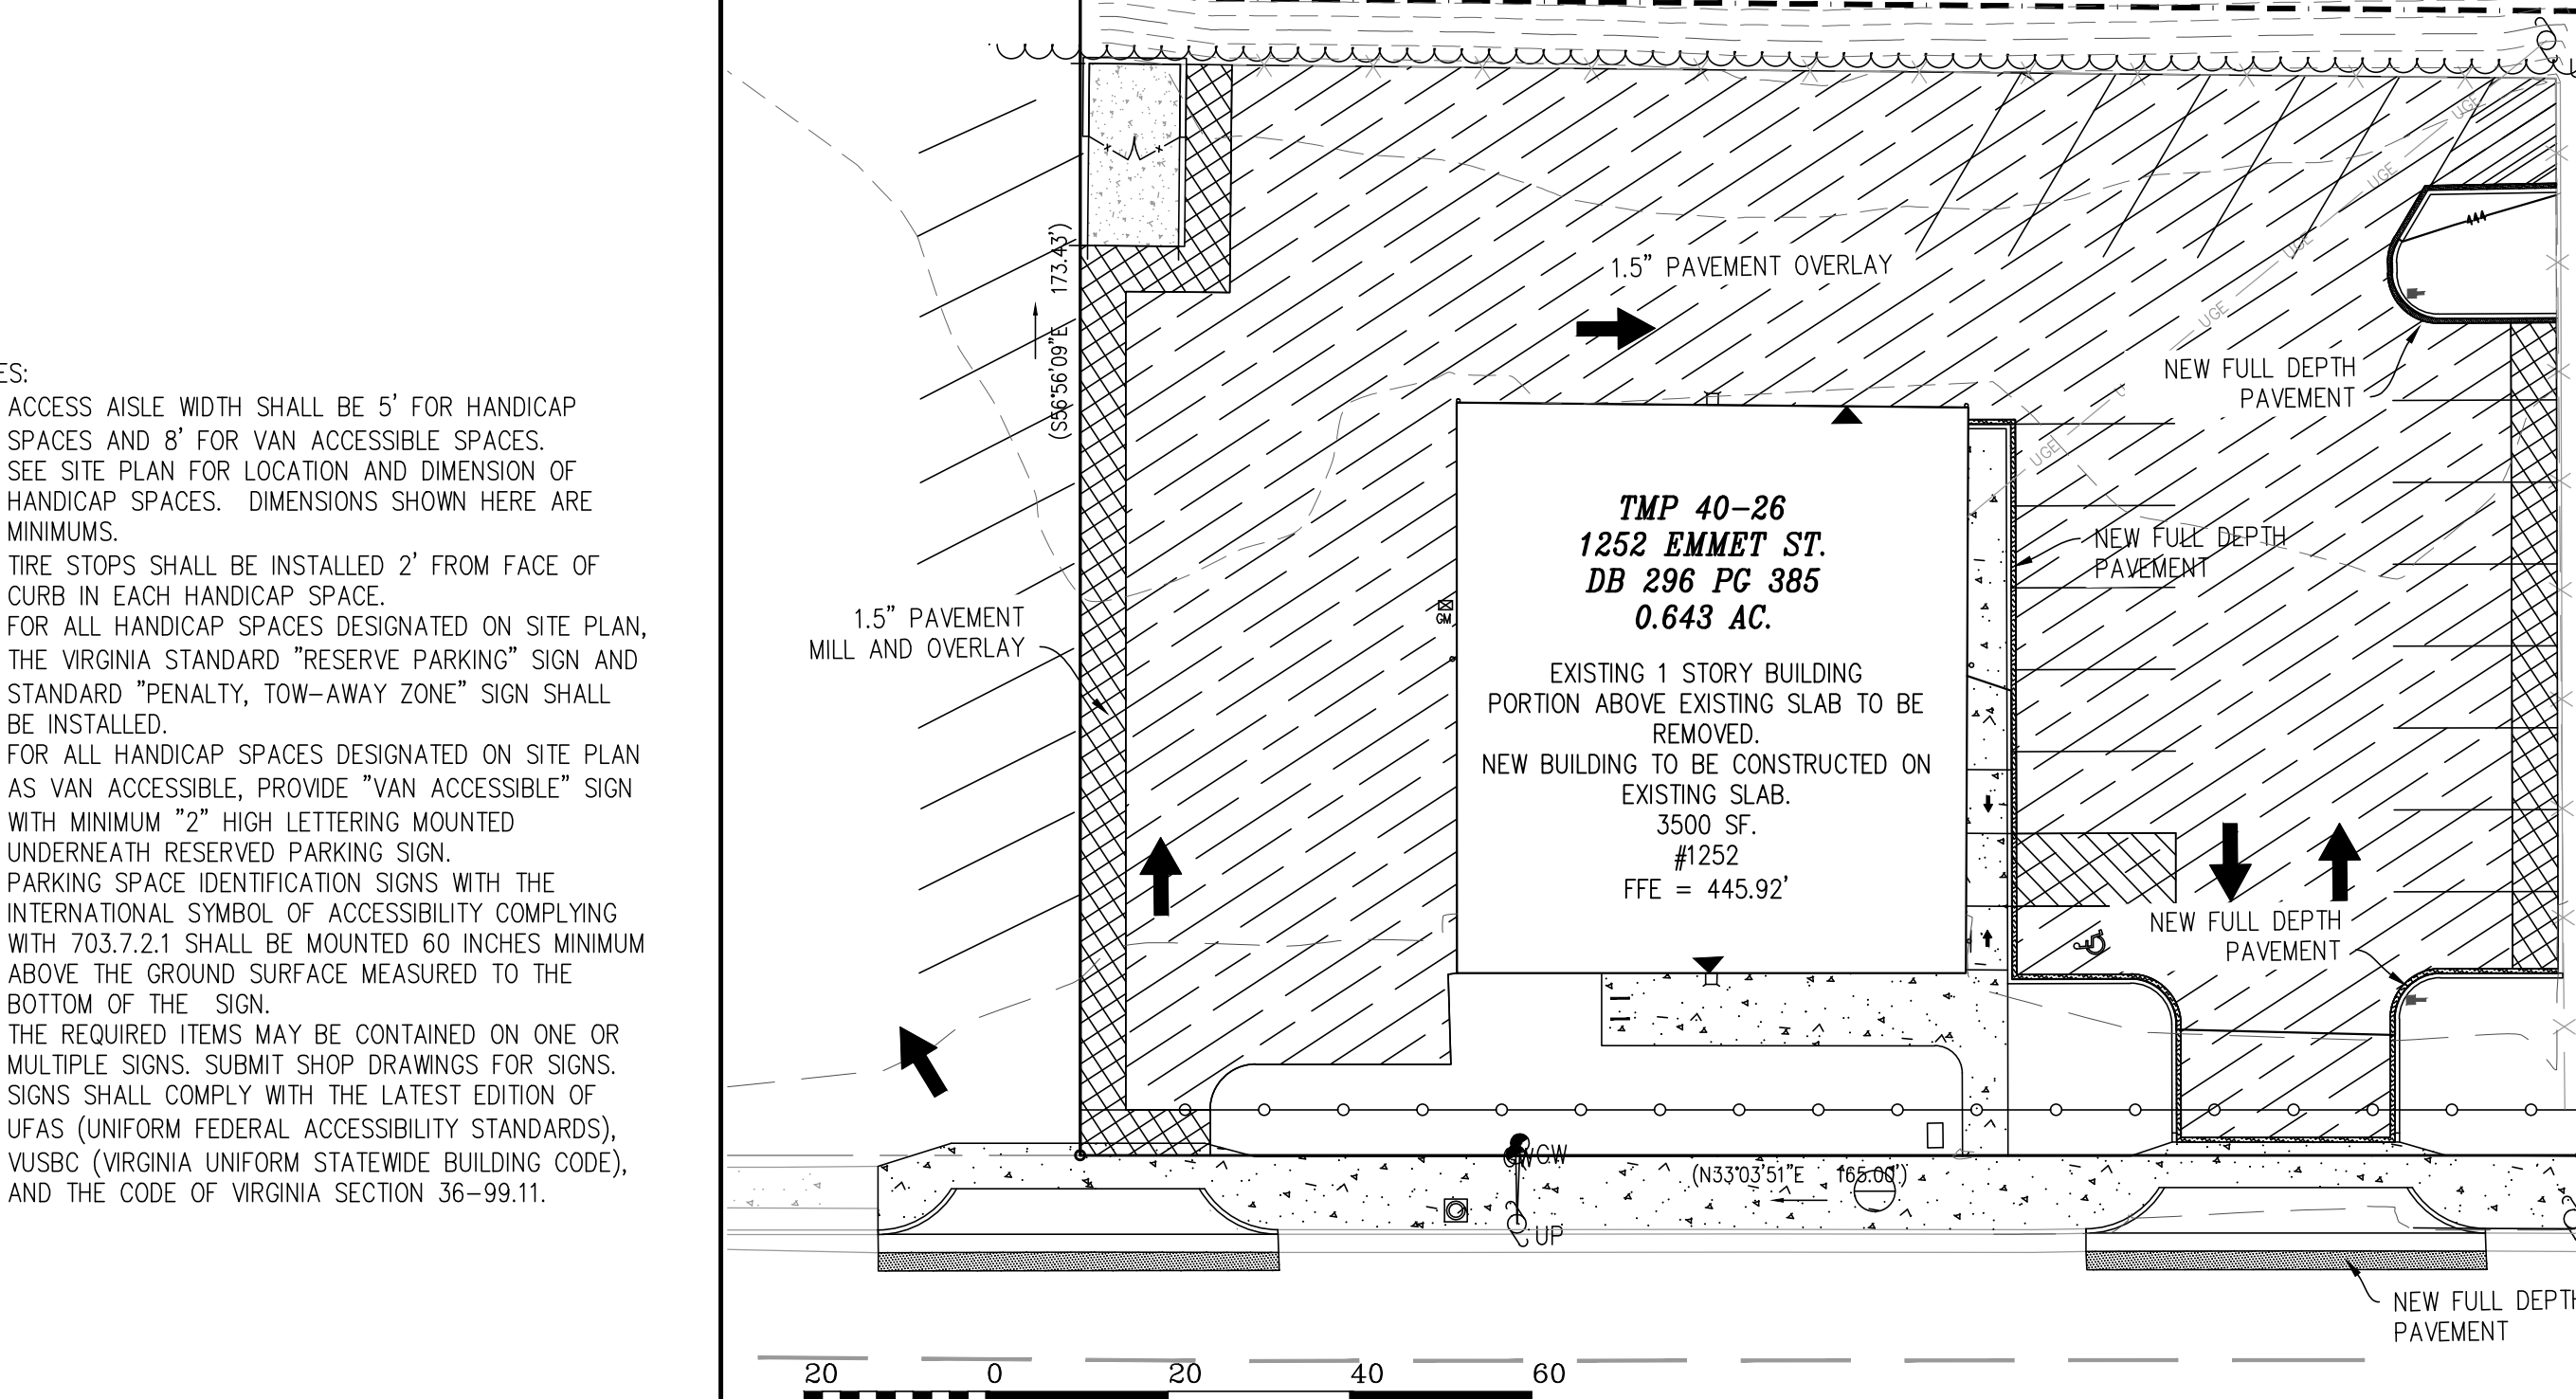 ES:
ACCESS AISLE WIDTH SHALL BE 5' FOR HANDICAP
SPACES AND 8' FOR VAN ACCESSIBLE SPACES.
SEE SITE PLAN FOR LOCATION AND DIMENSION OF
HANDICAP SPACES. DIMENSIONS SHOWN HERE ARE
MINIMUMS.
TIRE STOPS SHALL BE INSTALLED 2' FROM FACE OF
CURB IN EACH HANDICAP SPACE.
FOR ALL HANDICAP SPACES DESIGNATED ON SITE PLAN,
THE VIRGINIA STANDARD "RESERVE PARKING" SIGN AND
STANDARD "PENALTY, TOW-AWAY ZONE" SIGN SHALL
BE INSTALLED.
FOR ALL HANDICAP SPACES DESIGNATED ON SITE PLAN
AS VAN ACCESSIBLE, PROVIDE "VAN ACCESSIBLE" SIGN
WITH MINIMUM "2" HIGH LETTERING MOUNTED
UNDERNEATH RESERVED PARKING SIGN.
PARKING SPACE IDENTIFICATION SIGNS WITH THE
INTERNATIONAL SYMBOL OF ACCESSIBILITY COMPLYING
WITH 703.7.2.1 SHALL BE MOUNTED 60 INCHES MINIMUM
ABOVE THE GROUND SURFACE MEASURED TO THE
BOTTOM OF THE SIGN.
THE REQUIRED ITEMS MAY BE CONTAINED ON ONE OR
MULTIPLE SIGNS. SUBMIT SHOP DRAWINGS FOR SIGNS.
SIGNS SHALL COMPLY WITH THE LATEST EDITION OF
UFAS (UNIFORM FEDERAL ACCESSIBILITY STANDARDS),
VUSBC (VIRGINIA UNIFORM STATEWIDE BUILDING CODE),
AND THE CODE OF VIRGINIA SECTION 36-99.11.
(S56°56'09"E 173.43')
1.5" PAVEMENT
MILL AND OVERLAY
1.5" PAVEMENT OVERLAY
UGE
UGE
UGE
UGE
UGE
NEW FULL DEPTH
PAVEMENT
NEW FULL DEPTH
PAVEMENT
GM
TMP 40-26
1252 EMMET ST.
DB 296 PG 385
0.643 AC.
EXISTING 1 STORY BUILDING
PORTION ABOVE EXISTING SLAB TO BE
REMOVED.
NEW BUILDING TO BE CONSTRUCTED ON
EXISTING SLAB.
3500 SF.
#1252
FFE = 445.92'
NEW FULL DEPTH
PAVEMENT
GW
(N33°03'51"E 165.00')
UP
NEW FULL DEPTH
PAVEMENT
20 0 20 40 60